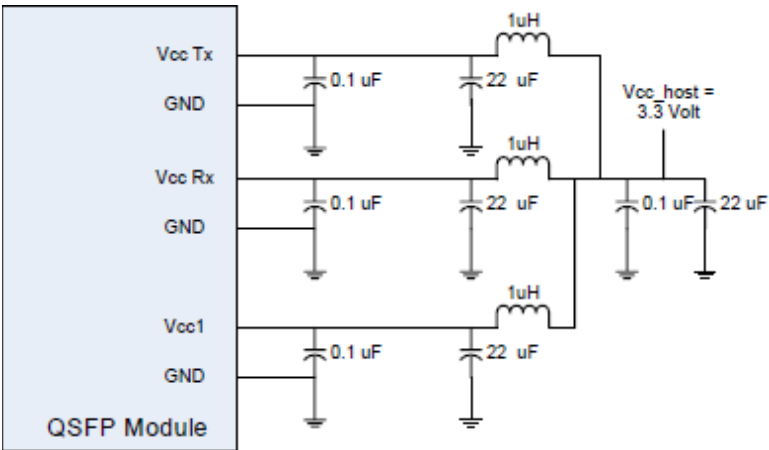 1uH
Vcc Tx
0.1 uF
22 uF
GND
Vcc_host =
3.3 Volt
1uH
Vcc Rx
0.1 uF
22 uF
0.1 uF
22 uF
GND
1uH
Vcc1
0.1 uF
22 uF
GND
QSFP Module